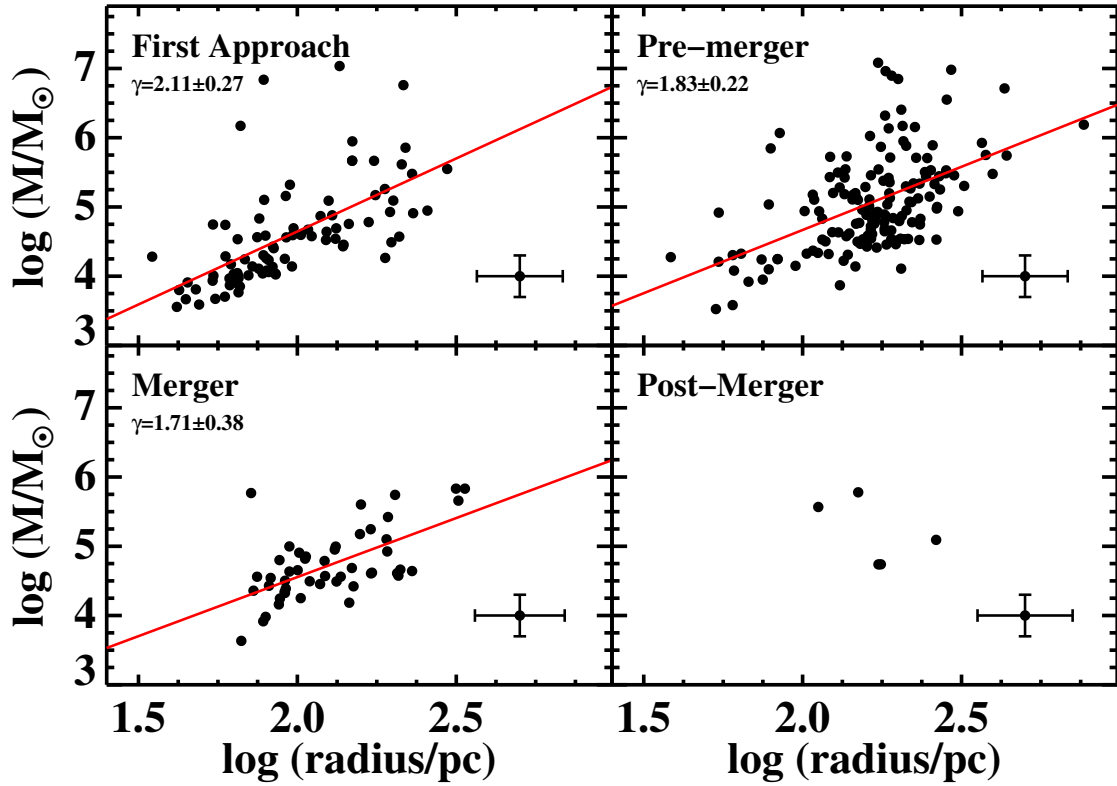 First Approach
γ=2.11±0.27
Pre−merger
γ=1.83±0.22
7
6
5
4
3
log (M/M☉)
Merger
γ=1.71±0.38
Post−Merger
7
6
5
4
3
log (M/M☉)
1.5 2.0 2.5 1.5 2.0 2.5
log (radius/pc) log (radius/pc)